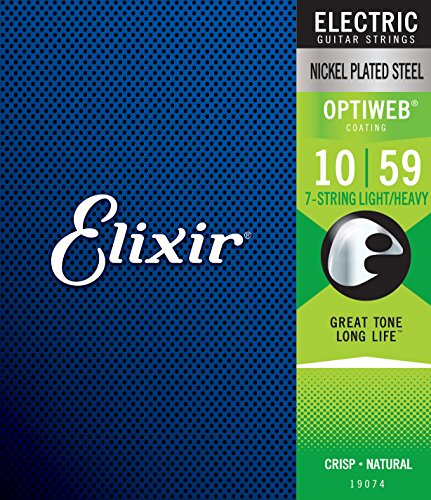 ELECTRIC
GUITAR STRINGS
NICKEL PLATED STEEL
OPTIWEB®
COATING
10 | 59
7-STRING LIGHT/HEAVY
Elixir®
GREAT TONE
LONG LIFE™
CRISP • NATURAL
19074